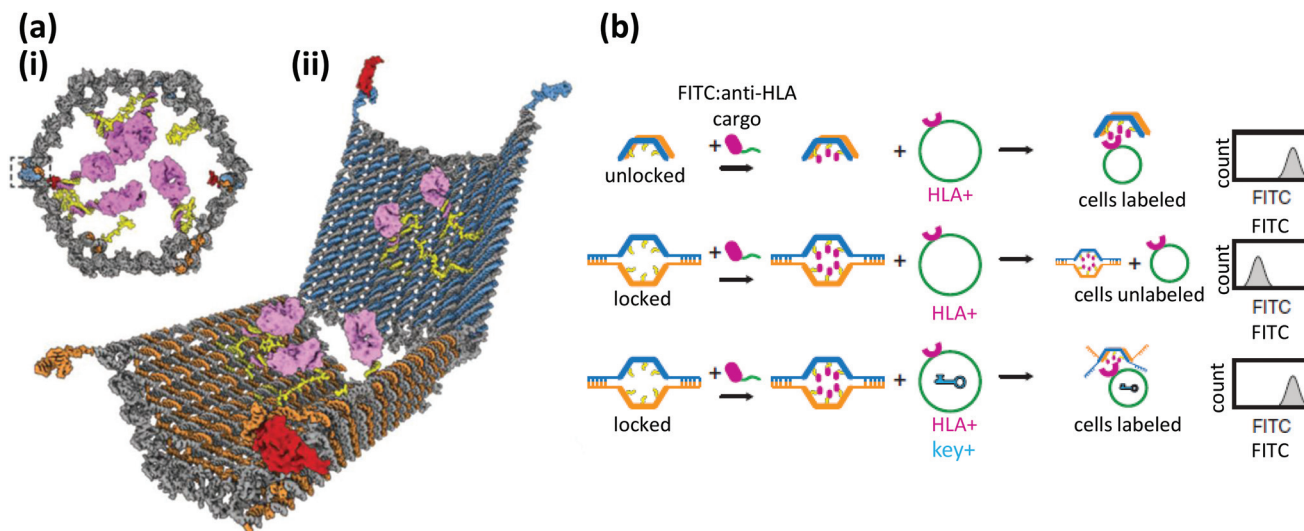 (a)
(i)
(ii)
(b)
FITC:anti-HLA
cargo
+
unlocked
+
HLA+
cells labeled
count
FITC
FITC
+
locked
+
HLA+
+
cells unlabeled
count
FITC
FITC
+
locked
+
HLA+
key+
cells labeled
count
FITC
FITC